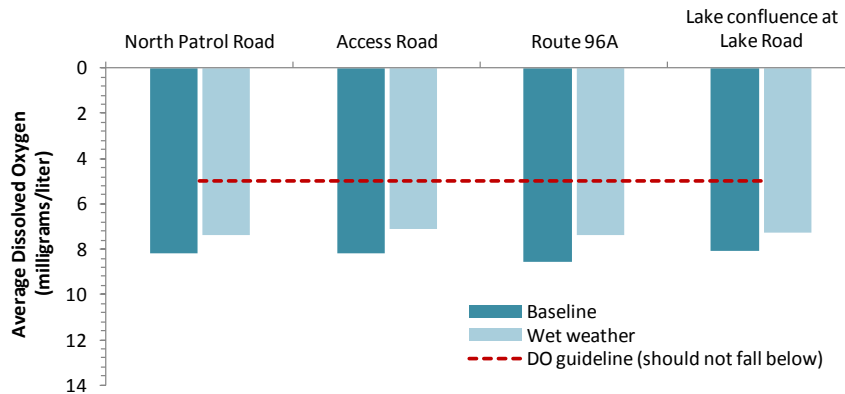 North Patrol Road
Access Road
Route 96A
Lake confluence at
Lake Road
Average Dissolved Oxygen
(milligrams/liter)
0
2
4
6
8
10
12
14
Baseline
Wet weather
DO guideline (should not fall below)